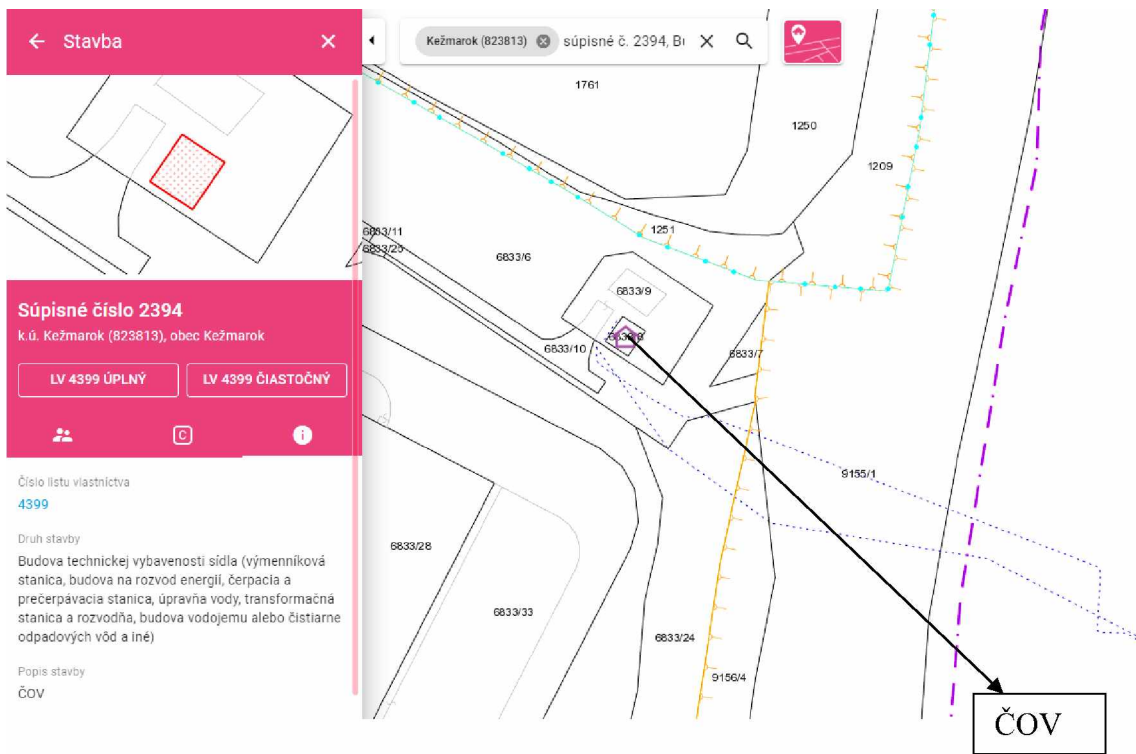 Stavba
Súpisné číslo 2394
k.ú. Kežmarok (823813), obec Kežmarok
LV 4399 ÚPLNÝ
LV 4399 ČIASTOČNÝ
Číslo listu vlastníctva
4399
Druh stavby
Budova technickej vybavenosti sídla (výmenníková
stanica, budova na rozvod energií, čerpacia a
prečerpávacia stanica, úpravňa vody, transformačná
stanica a rozvodňa, budova vodojemu alebo čistiarne
odpadových vôd a iné)
Popis stavby
ČOV
Kežmarok (823813)
súpisné č. 2394, Bu
1761
1250
1209
1251
6833/11
6833/6
6833/9
6833/10
6833/7
9155/1
6833/28
6833/33
6833/24
9156/4
ČOV